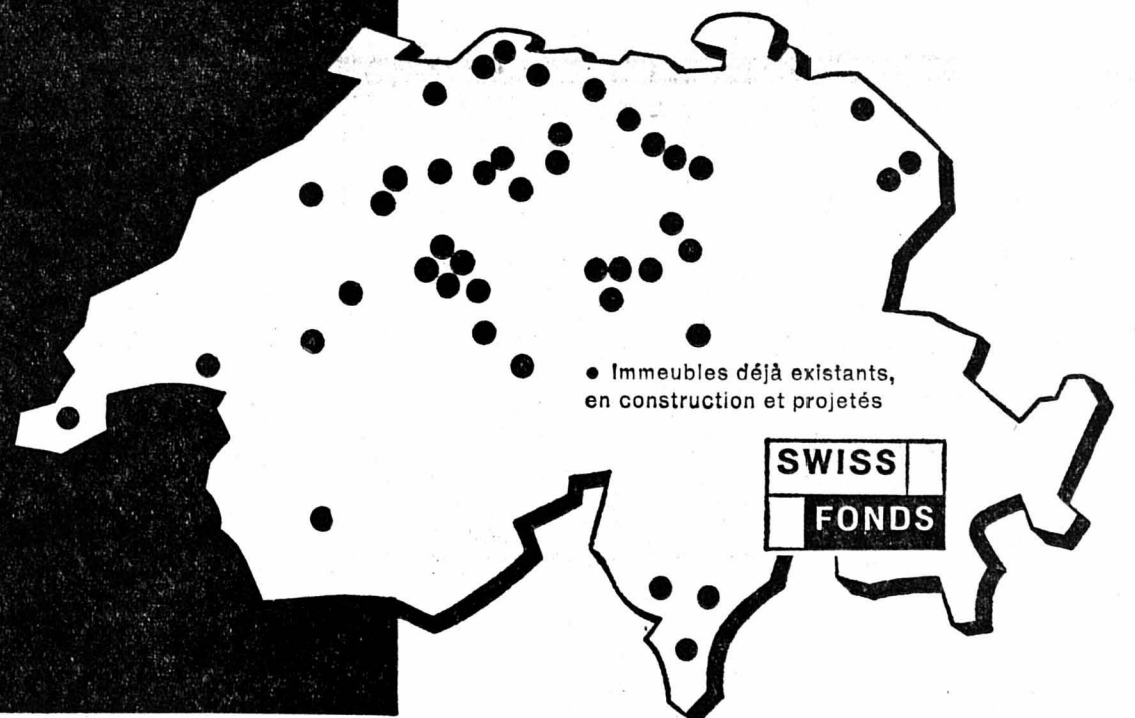 ● Immeubles déjà existants,
en construction et projetés
SWISS
FONDS